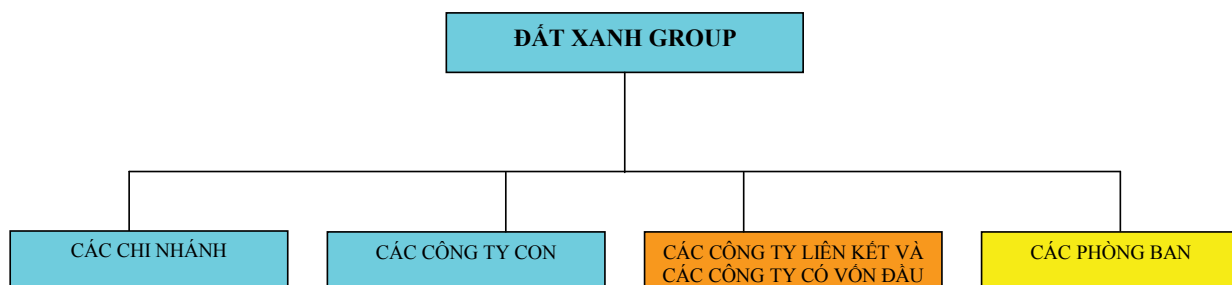 ĐẤT XANH GROUP
CÁC CHI NHÁNH
CÁC CÔNG TY CON
CÁC CÔNG TY LIÊN KẾT VÀ
CÁC CÔNG TY CÓ VỐN ĐẦU
CÁC PHÒNG BAN